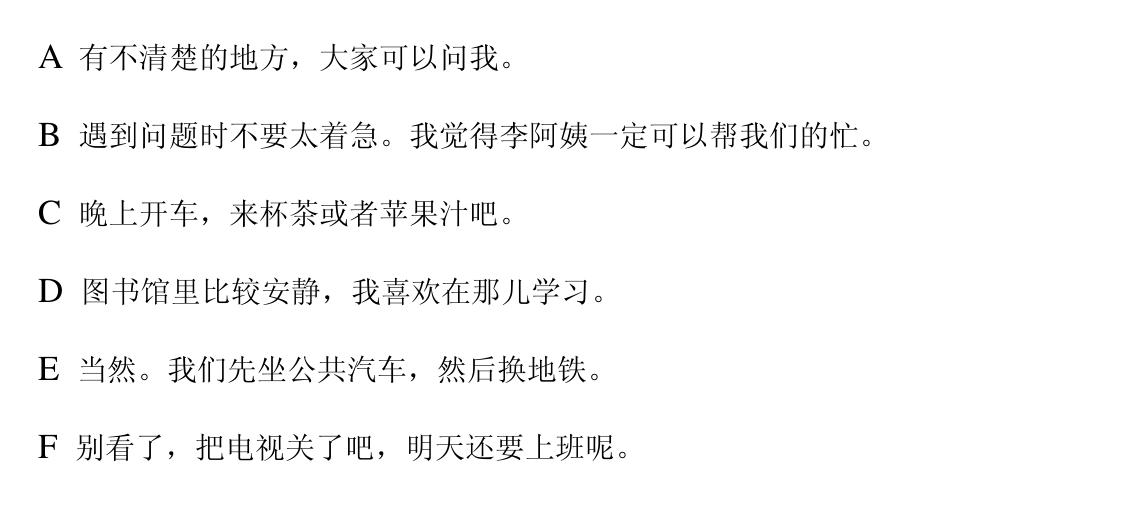 A 有不清楚的地方，大家可以问我。
B 遇到问题时不要太着急。我觉得李阿姨一定可以帮我们的忙。
C 晚上开车，来杯茶或者苹果汁吧。
D 图书馆里比较安静，我喜欢在那儿学习。
E 当然。我们先坐公共汽车，然后换地铁。
F 别看了，把电视关了吧，明天还要上班呢。